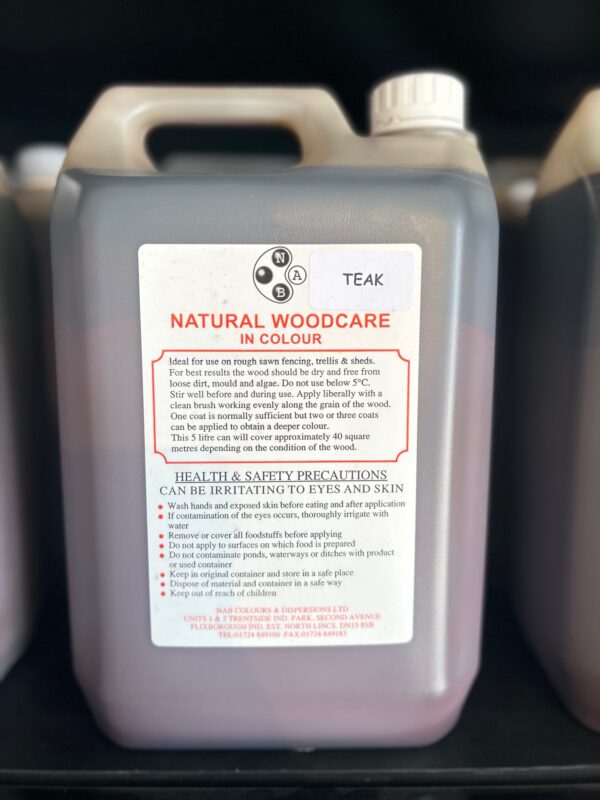 N
A
B
TEAK
NATURAL WOODCARE
IN COLOUR
Ideal for use on rough sawn fencing, trellis & sheds.
For best results the wood should be dry and free from
loose dirt, mould and algae. Do not use below 5°C.
Stir well before and during use. Apply liberally with a
clean brush working evenly along the grain of the wood.
One coat is normally sufficient but two or three coats
can be applied to obtain a deeper colour.
This 5 litre can will cover approximately 40 square
metres depending on the condition of the wood.
HEALTH & SAFETY PRECAUTIONS
CAN BE IRRITATING TO EYES AND SKIN
• Wash hands and exposed skin before eating and after application
• If contamination of the eyes occurs, thoroughly irrigate with
water
• Remove or cover all foodstuffs before applying
• Do not apply to surfaces on which food is prepared
• Do not contaminate ponds, waterways or ditches with product
or used container
• Keep in original container and store in a safe place
• Dispose of material and container in a safe way
• Keep out of reach of children
NAB COLOURS & DISPERSIONS LTD
UNITS 1 & 2 TRENTSIDE IND. PARK, SECOND AVENUE
FLIXBOROUGH IND. EST. NORTH LINCS. DN15 8SB
TEL:01724 849106 .FAX:01724 849183